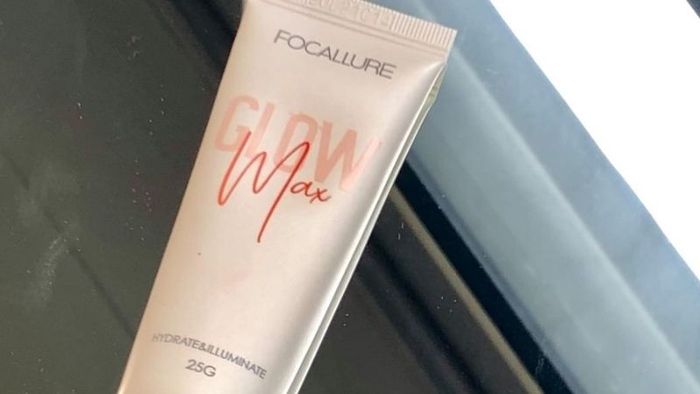 FOCALLURE
GLOW
Max
HYDRATE&ILLUMINATE
25G